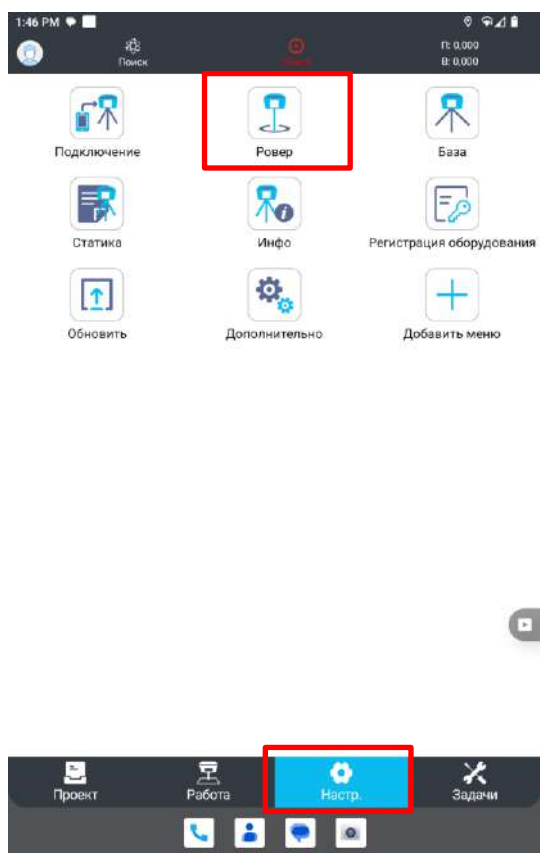 1:46 PM
Поиск
П: 0,000
В: 0,000
Подключение
Ровер
База
Статика
Инфо
Регистрация оборудования
Обновить
Дополнительно
Добавить меню
Проект
Работа
Настр.
Задачи